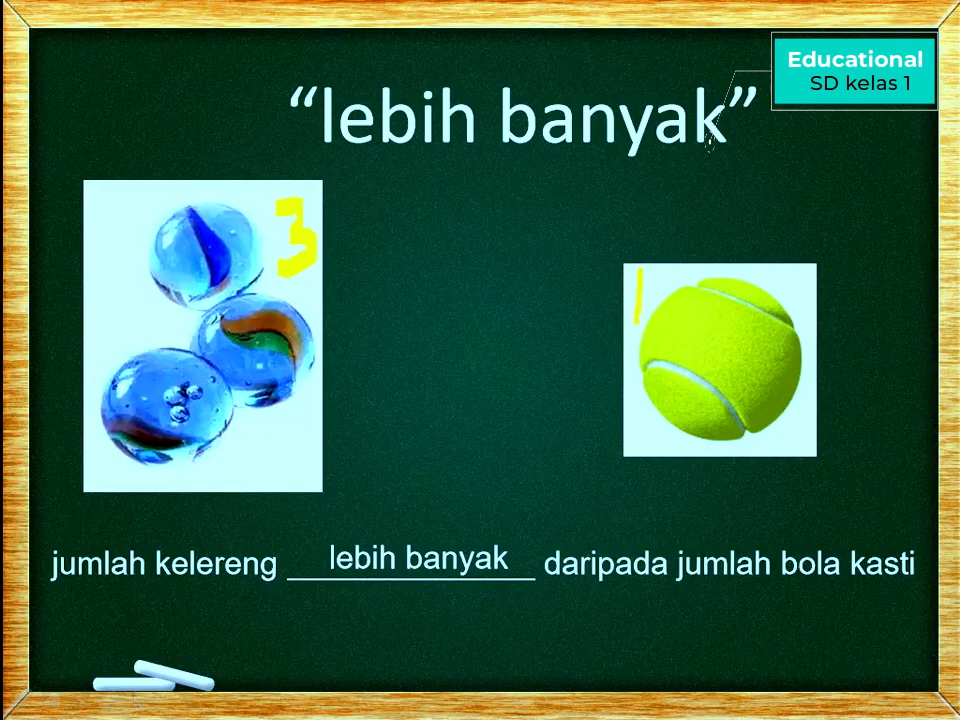 Educational
SD kelas 1
“lebih banyak”
3
1
jumlah kelereng lebih banyak daripada jumlah bola kasti